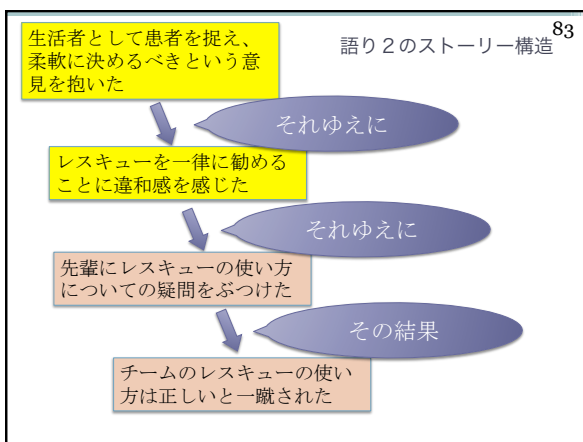 83
語り２のストーリー構造
生活者として患者を捉え、
柔軟に決めるべきという意
見を抱いた
それゆえに
レスキューを一律に勧める
ことに違和感を感じた
それゆえに
先輩にレスキューの使い方
についての疑問をぶつけた
その結果
チームのレスキューの使い
方は正しいと一蹴された